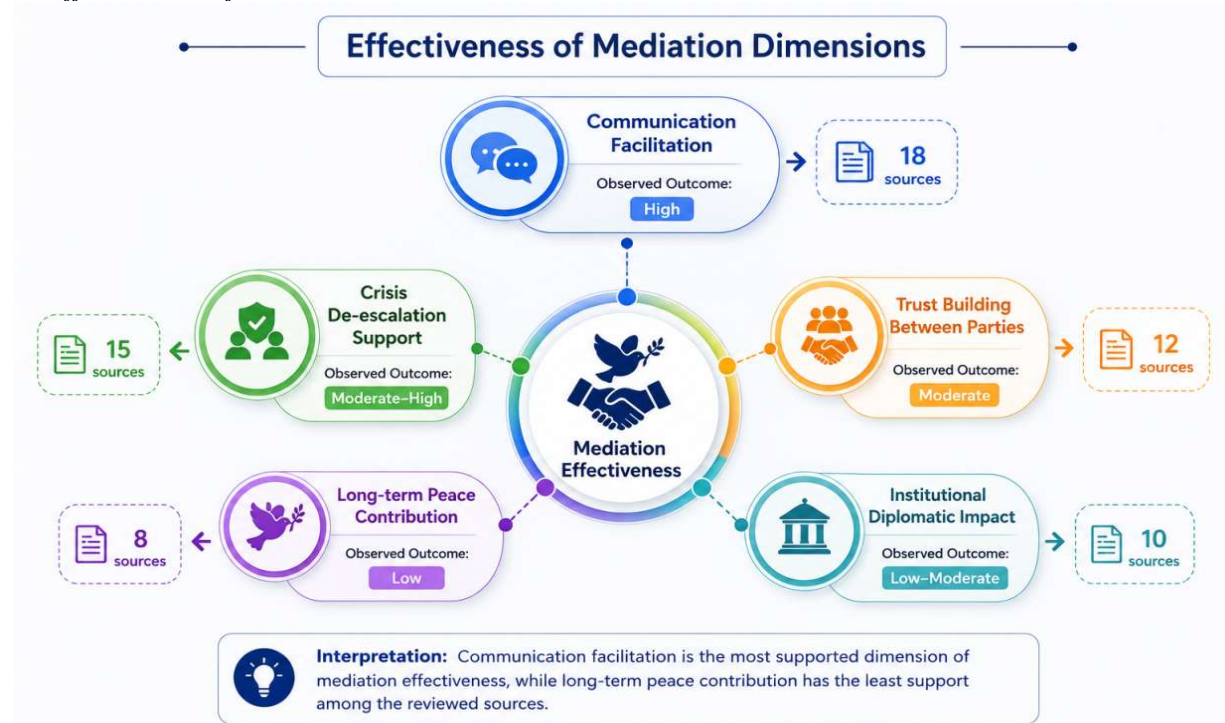 Effectiveness of Mediation Dimensions
Communication
Facilitation
Observed Outcome:
High
18
sources
Crisis
De-escalation
Support
Observed Outcome:
Moderate–High
15
sources
Trust Building
Between Parties
Observed Outcome:
Moderate
12
sources
Mediation
Effectiveness
Long-term Peace
Contribution
Observed Outcome:
Low
8
sources
Institutional
Diplomatic Impact
Observed Outcome:
Low–Moderate
10
sources
Interpretation: Communication facilitation is the most supported dimension of
mediation effectiveness, while long-term peace contribution has the least support
among the reviewed sources.